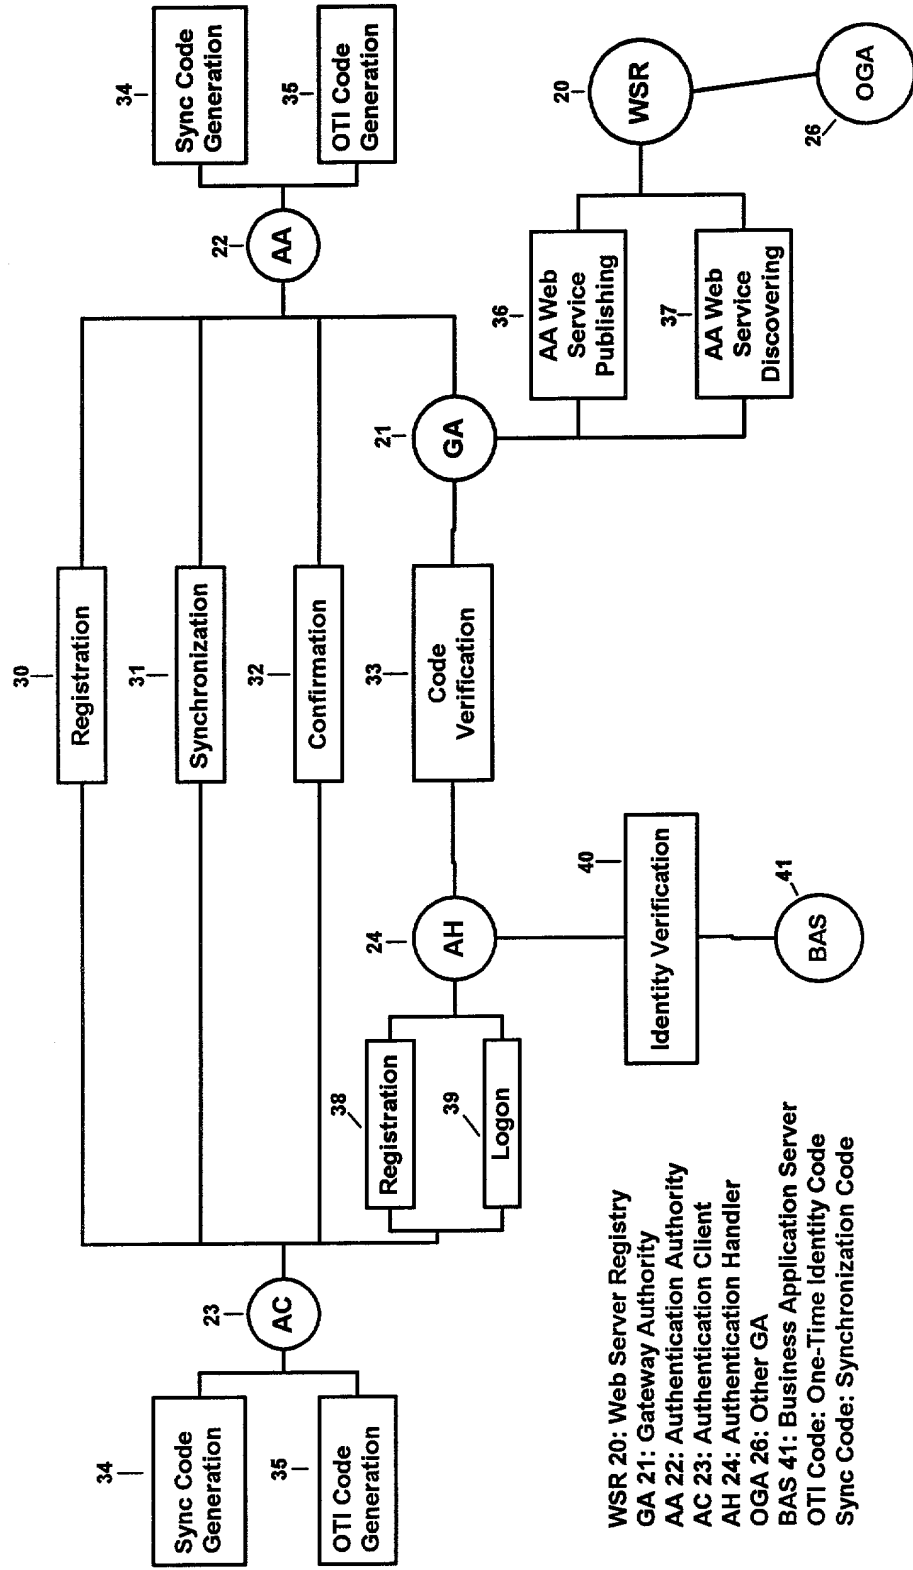 30
Registration
31
Synchronization
32
Confirmation
33
Code
Verification
34
Sync Code
Generation
35
OTI Code
Generation
23
AC
34
Sync Code
Generation
35
OTI Code
Generation
22
AA
38
Registration
39
Logon
24
AH
21
GA
36
AA Web
Service
Publishing
37
AA Web
Service
Discovering
20
WSR
26
OGA
40
Identity Verification
41
BAS
WSR 20: Web Server Registry
GA 21: Gateway Authority
AA 22: Authentication Authority
AC 23: Authentication Client
AH 24: Authentication Handler
OGA 26: Other GA
BAS 41: Business Application Server
OTI Code: One-Time Identity Code
Sync Code: Synchronization Code